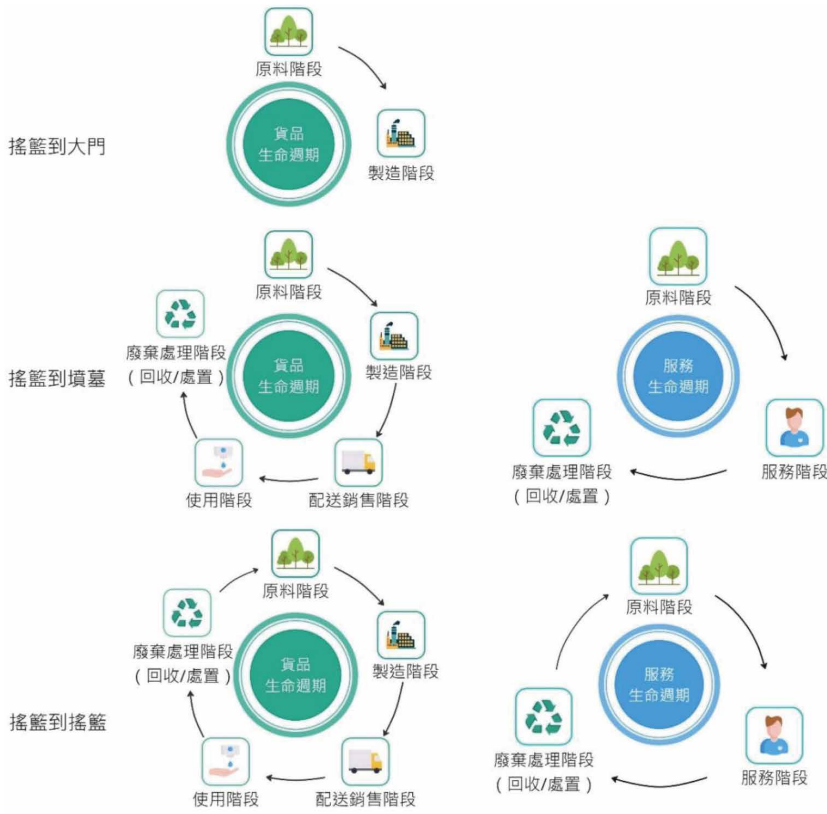 原料階段
貨品
生命週期
搖籃到大門
製造階段
原料階段
廢棄處理階段
(回收/處置)
貨品
生命週期
製造階段
搖籃到墳墓
使用階段
配送銷售階段
原料階段
服務
生命週期
服務階段
廢棄處理階段
(回收/處置)
原料階段
廢棄處理階段
(回收/處置)
貨品
生命週期
製造階段
搖籃到搖籃
使用階段
配送銷售階段
原料階段
服務
生命週期
廢棄處理階段
(回收/處置)
服務階段